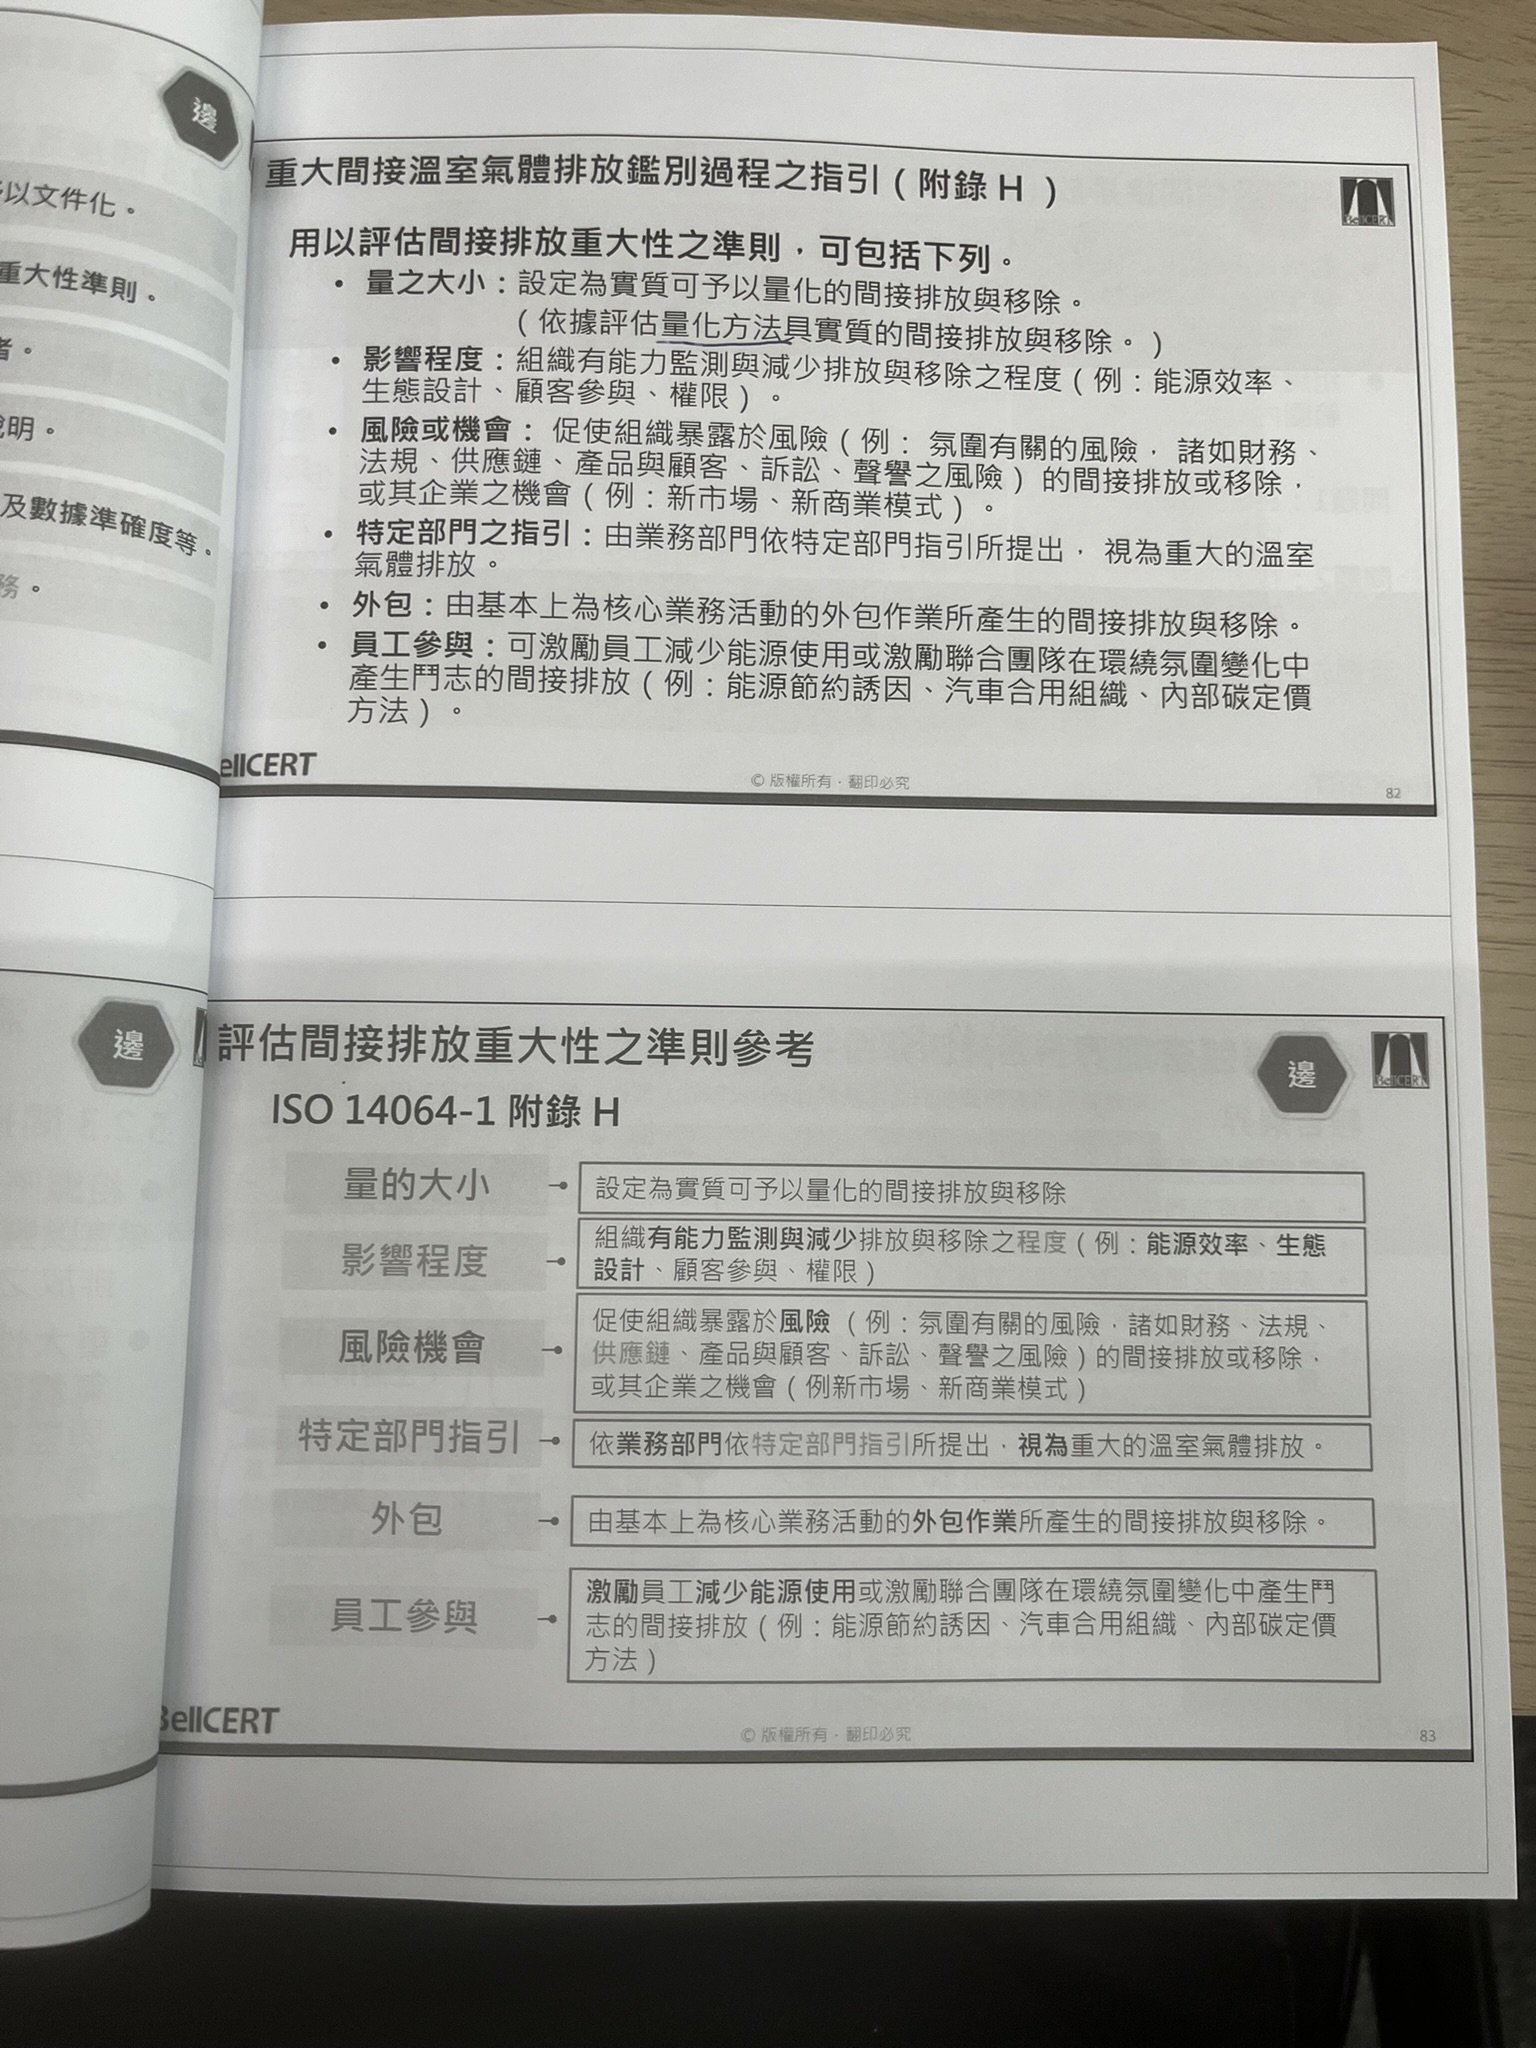 邊
以文件化。
重大性準則。
者。
明。
及數據準確度等。
務。
重大間接溫室氣體排放鑑別過程之指引(附錄 H )
BellCERT
用以評估間接排放重大性之準則，可包括下列。
• 量之大小：設定為實質可予以量化的間接排放與移除。
(依據評估量化方法具實質的間接排放與移除。)
• 影響程度：組織有能力監測與減少排放與移除之程度(例：能源效率、
生態設計、顧客參與、權限)。
• 風險或機會： 促使組織暴露於風險(例： 氛圍有關的風險，諸如財務、
法規、供應鏈、產品與顧客、訴訟、聲譽之風險) 的間接排放或移除，
或其企業之機會(例：新市場、新商業模式)。
• 特定部門之指引：由業務部門依特定部門指引所提出， 視為重大的溫室
氣體排放。
• 外包：由基本上為核心業務活動的外包作業所產生的間接排放與移除。
• 員工參與：可激勵員工減少能源使用或激勵聯合團隊在環繞氛圍變化中
產生鬥志的間接排放(例：能源節約誘因、汽車合用組織、內部碳定價
方法)。
ellCERT
© 版權所有，翻印必究
82
邊
評估間接排放重大性之準則參考
邊
BellCERT
ISO 14064-1 附錄 H
量的大小
設定為實質可予以量化的間接排放與移除
影響程度
組織有能力監測與減少排放與移除之程度(例：能源效率、生態
設計、顧客參與、權限)
風險機會
促使組織暴露於風險 (例：氛圍有關的風險，諸如財務、法規、
供應鏈、產品與顧客、訴訟、聲譽之風險)的間接排放或移除，
或其企業之機會(例新市場、新商業模式)
特定部門指引
依業務部門依特定部門指引所提出，視為重大的溫室氣體排放。
外包
由基本上為核心業務活動的外包作業所產生的間接排放與移除。
員工參與
激勵員工減少能源使用或激勵聯合團隊在環繞氛圍變化中產生鬥
志的間接排放(例：能源節約誘因、汽車合用組織、內部碳定價
方法)
BellCERT
© 版權所有，翻印必究
83